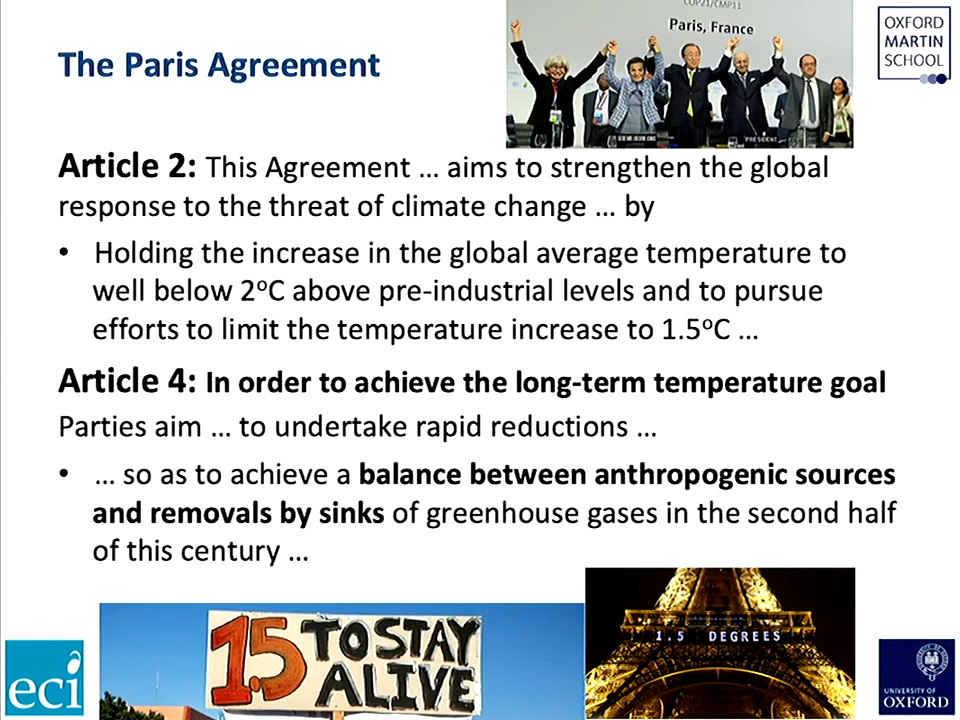 COP21/CMP11
Paris, France
OXFORD
MARTIN
SCHOOL
The Paris Agreement
PRESIDENT
Article 2: This Agreement … aims to strengthen the global
response to the threat of climate change … by
• Holding the increase in the global average temperature to
well below 2°C above pre-industrial levels and to pursue
efforts to limit the temperature increase to 1.5°C …
Article 4: In order to achieve the long-term temperature goal
Parties aim … to undertake rapid reductions …
• … so as to achieve a balance between anthropogenic sources
and removals by sinks of greenhouse gases in the second half
of this century …
1.5 TO STAY
ALIVE
1.5 DEGREES
eci
UNIVERSITY OF
OXFORD